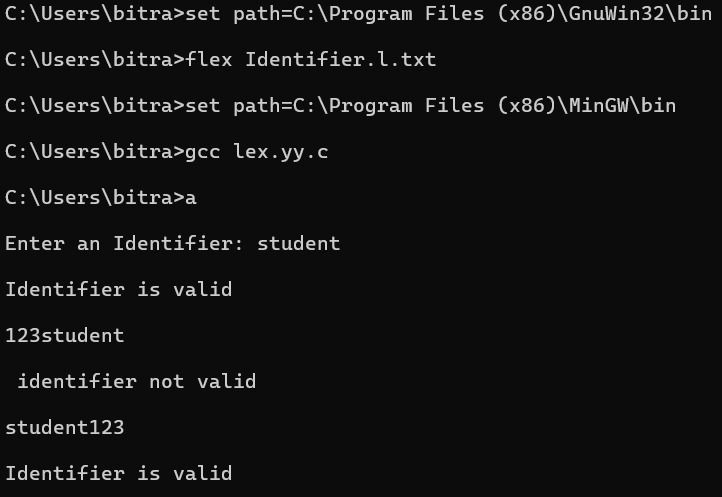 C:\Users\bitra>set path=C:\Program Files (x86)\GnuWin32\bin
C:\Users\bitra>flex Identifier.l.txt
C:\Users\bitra>set path=C:\Program Files (x86)\MinGW\bin
C:\Users\bitra>gcc lex.yy.c
C:\Users\bitra>a
Enter an Identifier: student
Identifier is valid
123student
 identifier not valid
student123
Identifier is valid